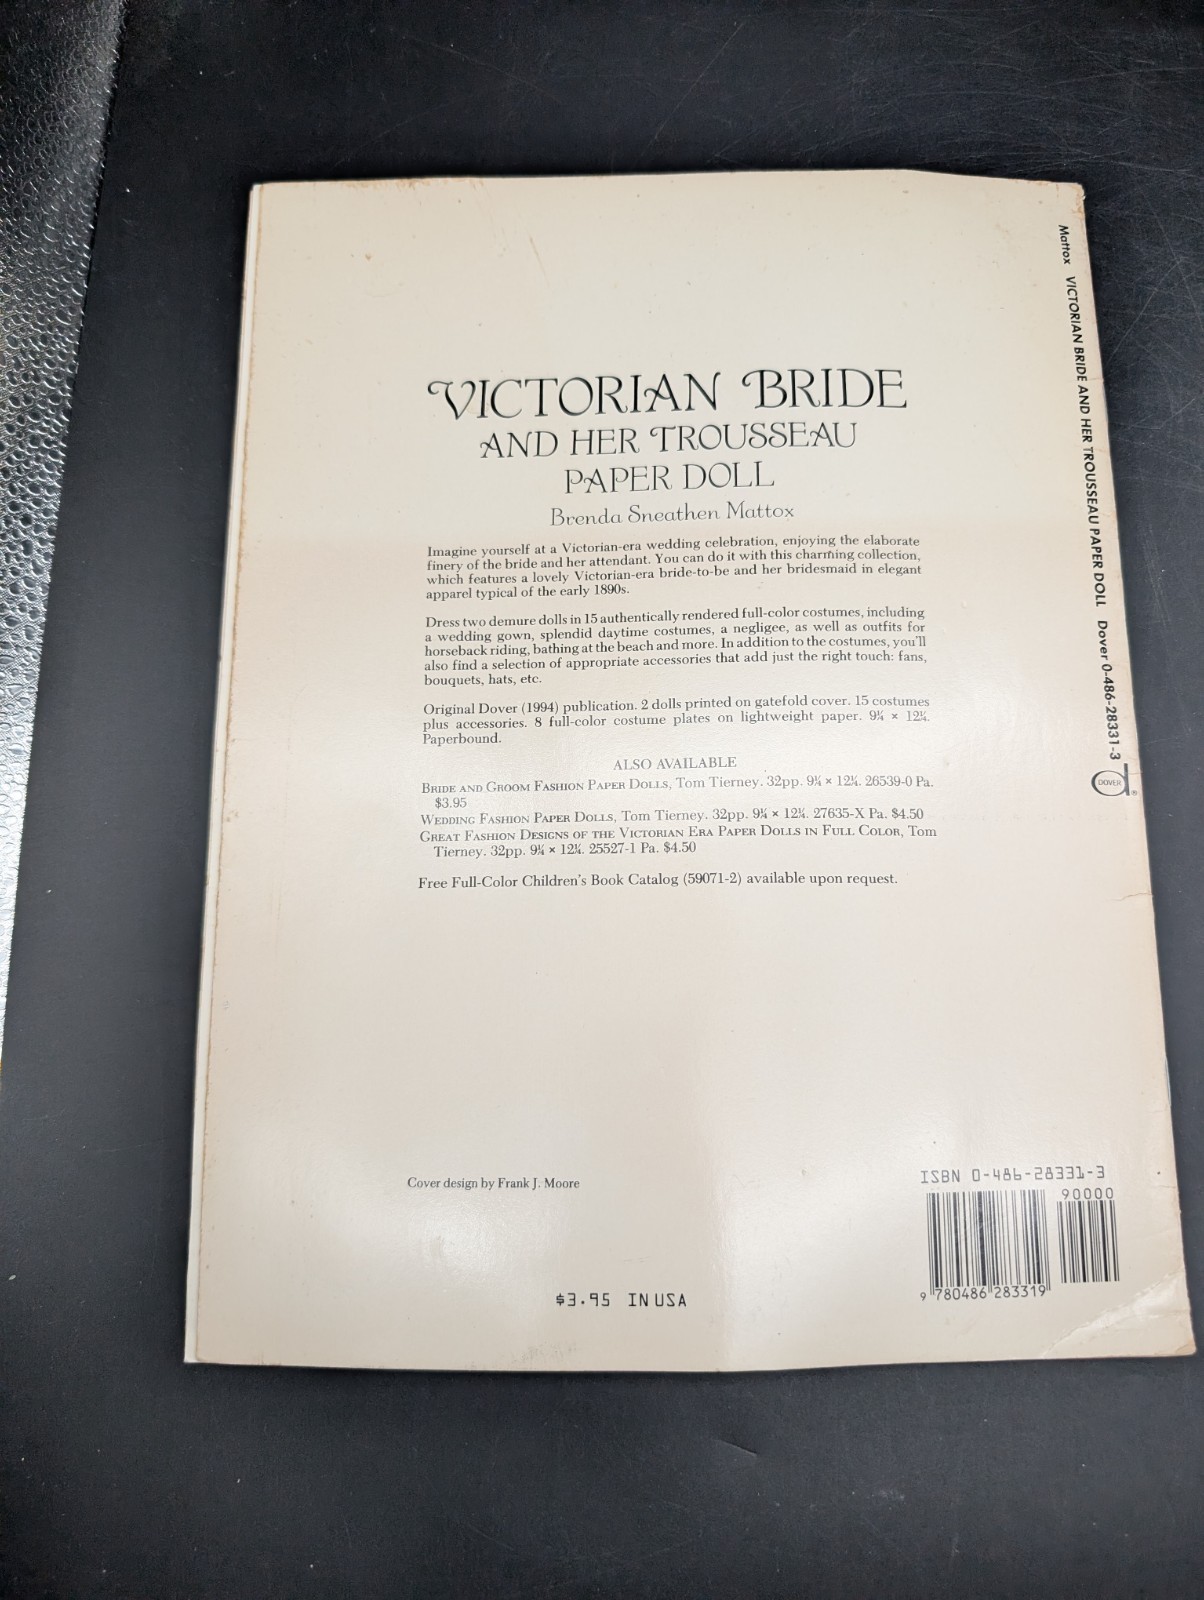 VICTORIAN BRIDE
AND HER TROUSSEAU
PAPER DOLL
Brenda Sneathen Mattox
Imagine yourself at a Victorian-era wedding celebration, enjoying the elaborate
finery of the bride and her attendant. You can do it with this charming collection,
which features a lovely Victorian-era bride-to-be and her bridesmaid in elegant
apparel typical of the early 1890s.
Dress two demure dolls in 15 authentically rendered full-color costumes, including
a wedding gown, splendid daytime costumes, a negligee, as well as outfits for
horseback riding, bathing at the beach and more. In addition to the costumes, you'll
also find a selection of appropriate accessories that add just the right touch: fans,
bouquets, hats, etc.
Original Dover (1994) publication. 2 dolls printed on gatefold cover. 15 costumes
plus accessories. 8 full-color costume plates on lightweight paper. 9¼ × 12¼.
Paperbound.
ALSO AVAILABLE
BRIDE AND GROOM FASHION PAPER DOLLS, Tom Tierney. 32pp. 9¼ × 12¼. 26539-0 Pa.
$3.95
WEDDING FASHION PAPER DOLLS, Tom Tierney. 32pp. 9¼ × 12¼. 27635-X Pa. $4.50
GREAT FASHION DESIGNS OF THE VICTORIAN ERA PAPER DOLLS IN FULL COLOR, Tom
Tierney. 32pp. 9¼ × 12¼. 25527-1 Pa. $4.50
Free Full-Color Children's Book Catalog (59071-2) available upon request.
Cover design by Frank J. Moore
$3.95 IN USA
ISBN 0-486-28331-3
90000
9 780486 283319
Mattox VICTORIAN BRIDE AND HER TROUSSEAU PAPER DOLL Dover 0-486-28331-3
DOVER®